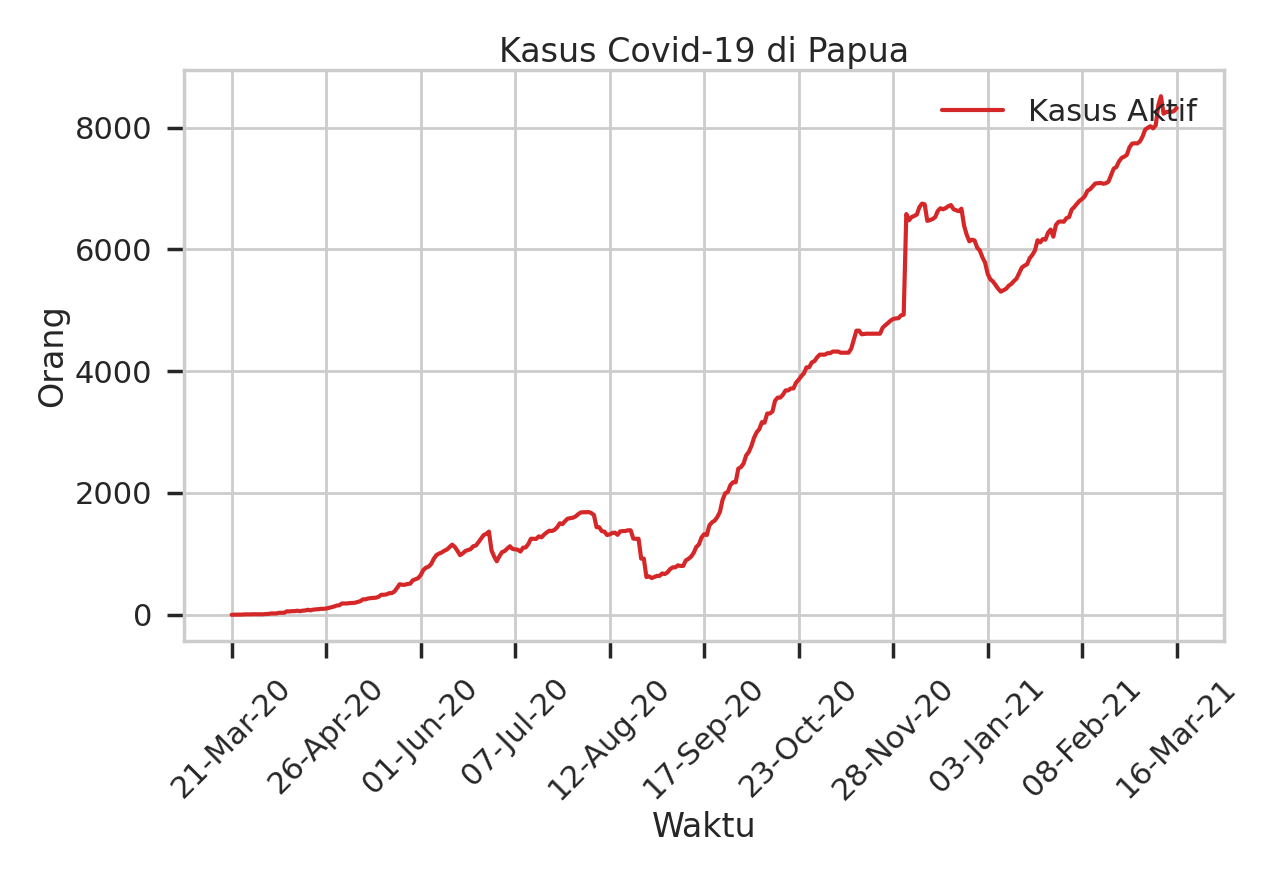 Kasus Covid-19 di Papua
Kasus Aktif
8000
6000
4000
2000
0
Orang
21-Mar-20
26-Apr-20
01-Jun-20
07-Jul-20
12-Aug-20
17-Sep-20
23-Oct-20
28-Nov-20
03-Jan-21
08-Feb-21
16-Mar-21
Waktu